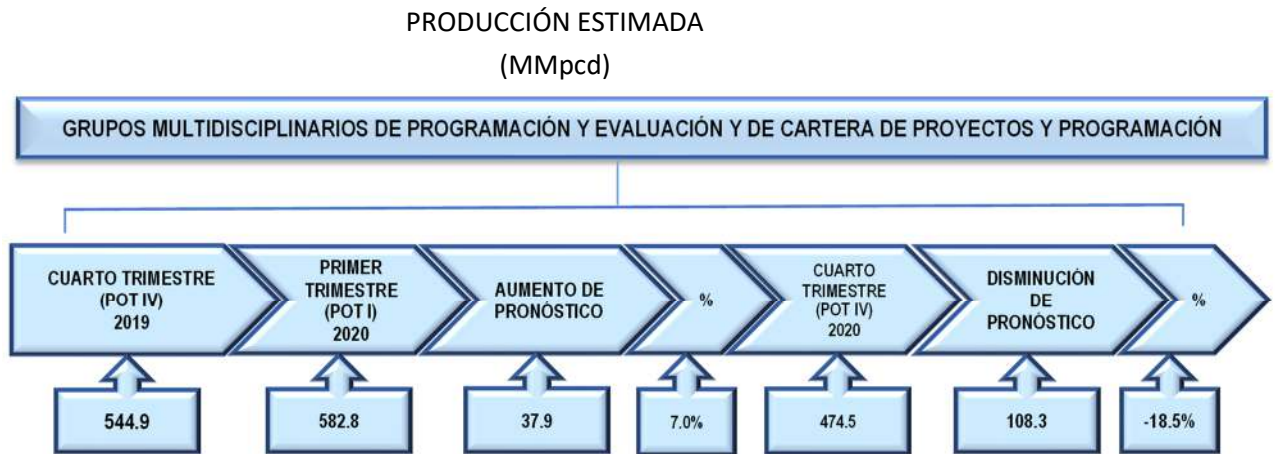 PRODUCCIÓN ESTIMADA
(MMpcd)
GRUPOS MULTIDISCIPLINARIOS DE PROGRAMACIÓN Y EVALUACIÓN Y DE CARTERA DE PROYECTOS Y PROGRAMACIÓN
CUARTO TRIMESTRE
(POT IV)
2019
PRIMER
TRIMESTRE
(POT I)
2020
AUMENTO DE
PRONÓSTICO
%
CUARTO
TRIMESTRE
(POT IV)
2020
DISMINUCIÓN
DE
PRONÓSTICO
%
544.9
582.8
37.9
7.0%
474.5
108.3
-18.5%